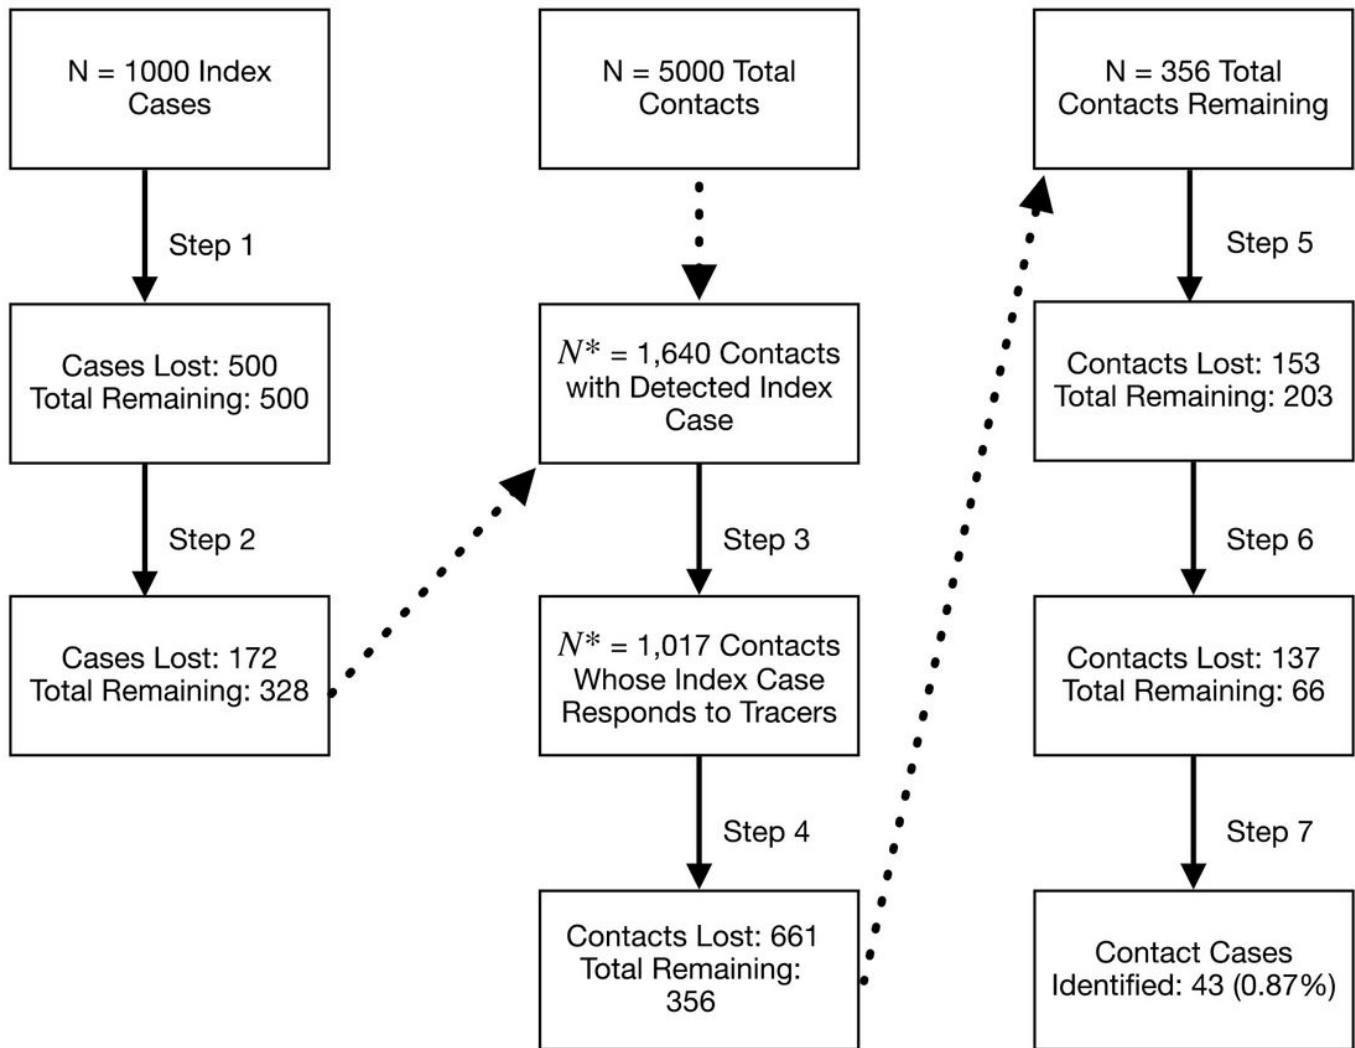 N = 1000 Index
Cases
Step 1
Cases Lost: 500
Total Remaining: 500
Step 2
Cases Lost: 172
Total Remaining: 328
N = 5000 Total
Contacts
N* = 1,640 Contacts
with Detected Index
Case
Step 3
N* = 1,017 Contacts
Whose Index Case
Responds to Tracers
Step 4
Contacts Lost: 661
Total Remaining:
356
N = 356 Total
Contacts Remaining
Step 5
Contacts Lost: 153
Total Remaining: 203
Step 6
Contacts Lost: 137
Total Remaining: 66
Step 7
Contact Cases
Identified: 43 (0.87%)